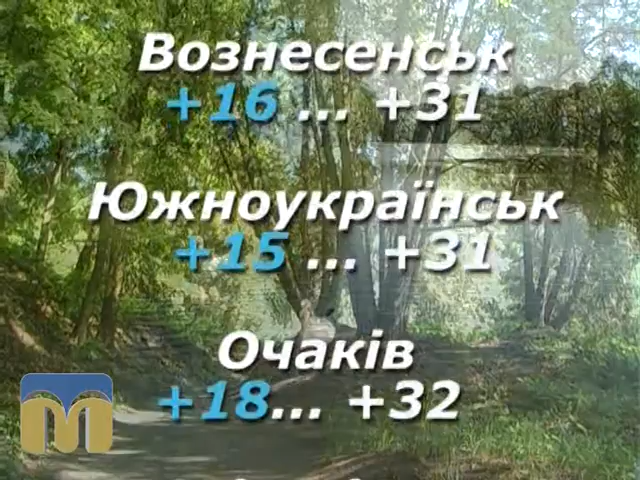 Вознесенськ
+16 ... +31
Южноукраїнськ
+15 ... +31
Очаків
+18... +32
М